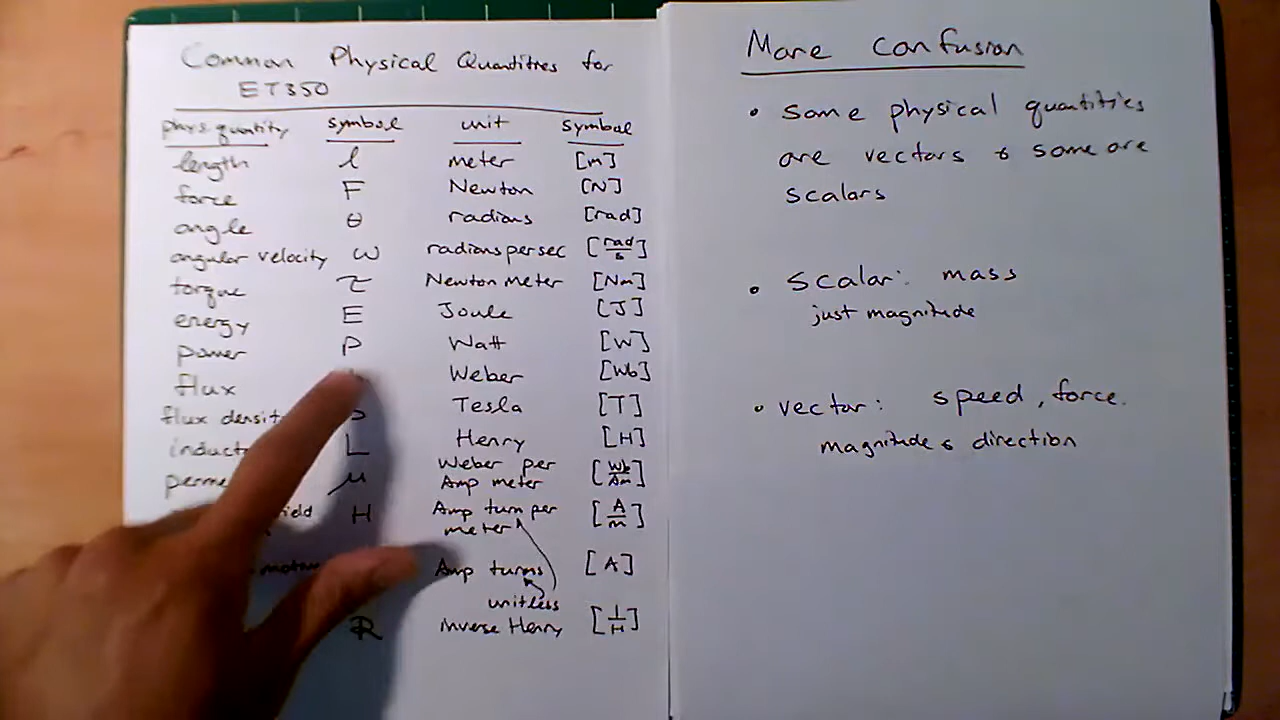 Common Physical Quantities for
ET350
phys quantity symbol unit symbol
length l meter [m]
force F Newton [N]
angle θ radians [rad]
angular velocity ω radians per sec [rad/s]
torque τ Newton meter [Nm]
energy E Joule [J]
power P Watt [W]
flux Weber [Wb]
flux densit Tesla [T]
induct L Henry [H]
perme μ Weber per Amp meter [Wb/Am]
H Amp turn per meter [A/m]
Amp turns [A]
unitless
R inverse Henry [1/H]
More confusion
• Some physical quantities
are vectors & some are
scalars
• Scalar: mass
just magnitude
• vector: speed, force.
magnitude & direction